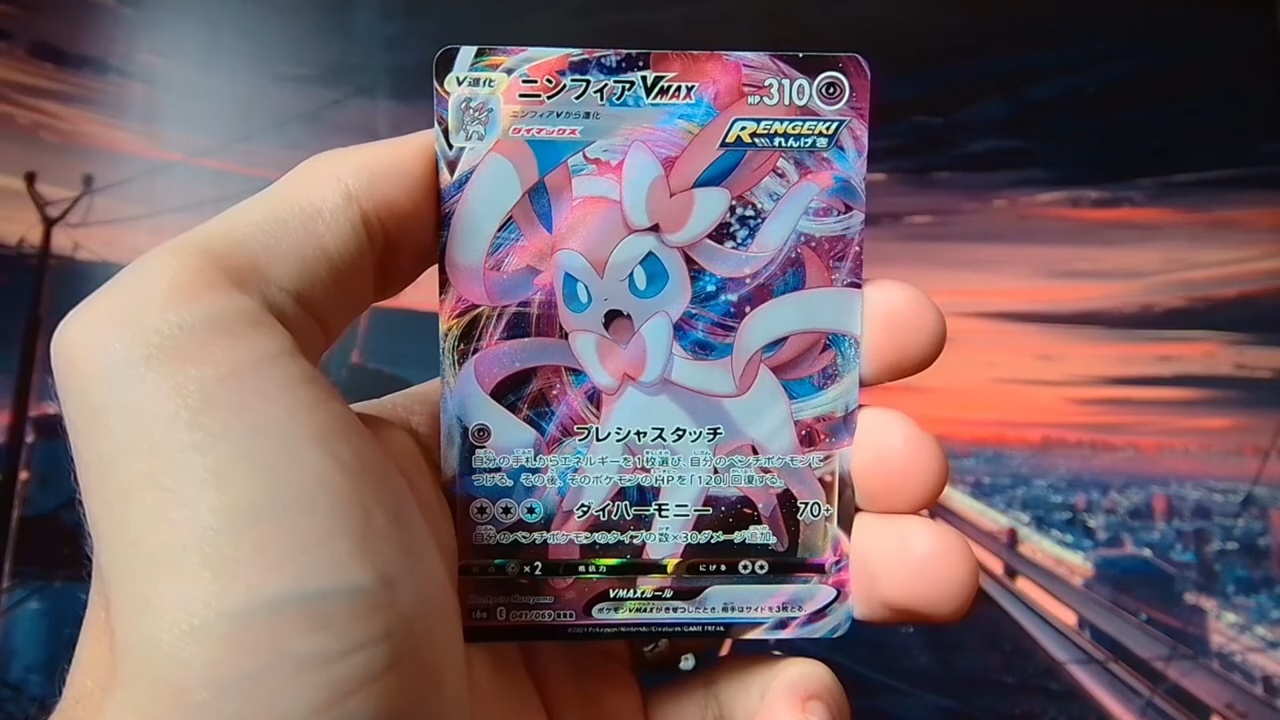 V進化
ニンフィアVMAX
HP310
ニンフィアVから進化
ダイマックス
RENGEKI
れんげき
プレシャスタッチ
自分の手札からエネルギーを1枚選び、自分のベンチポケモンに
つける。その後、そのポケモンのHPを「120」回復する。
ダイハーモニー 70+
自分のベンチポケモンのタイプの数×30ダメージ追加。
×2 抵抗力 にげる
VMAXルール
ポケモンVMAXがきぜつしたとき、相手はサイドを3枚とる。
s6a E 041/069 RRR
©2021 Pokémon/Nintendo/Creatures/GAME FREAK